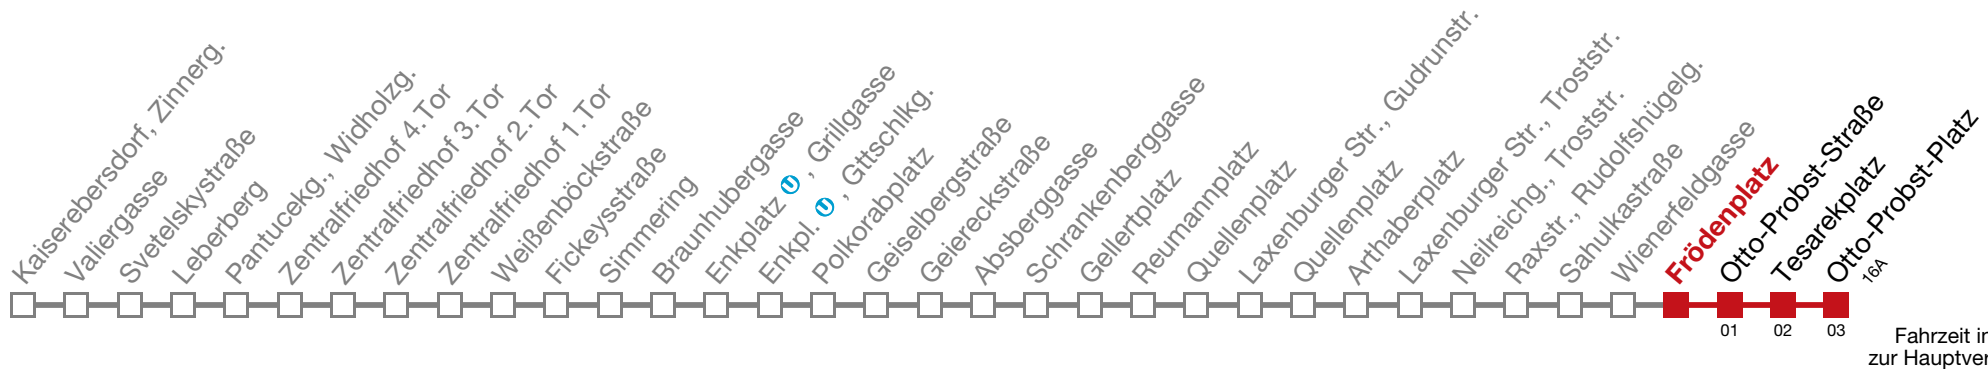 Kaiserebersdorf, Zinnerg.
Valiergasse
Svetelskystraße
Leberberg
Pantucekg., Widholzg.
Zentralfriedhof 4.Tor
Zentralfriedhof 3.Tor
Zentralfriedhof 2.Tor
Zentralfriedhof 1.Tor
Weißenböckstraße
Fickeysstraße
Simmering
Braunhubergasse
Enkplatz U, Grillgasse
Enkpl. U, Gttschlkg.
Polkorabplatz
Geiselbergstraße
Geiereckstraße
Absberggasse
Schrankenberggasse
Gellertplatz
Reumannplatz
Quellenplatz
Laxenburger Str., Gudrunstr.
Quellenplatz
Arthaberplatz
Laxenburger Str., Troststr.
Neilreichg., Troststr.
Raxstr., Rudolfshügelg.
Sahulkastraße
Wienerfeldgasse
Frödenplatz
Otto-Probst-Straße
Tesarekplatz
Otto-Probst-Platz
16A
01 02 03
Fahrzeit in
zur Hauptver